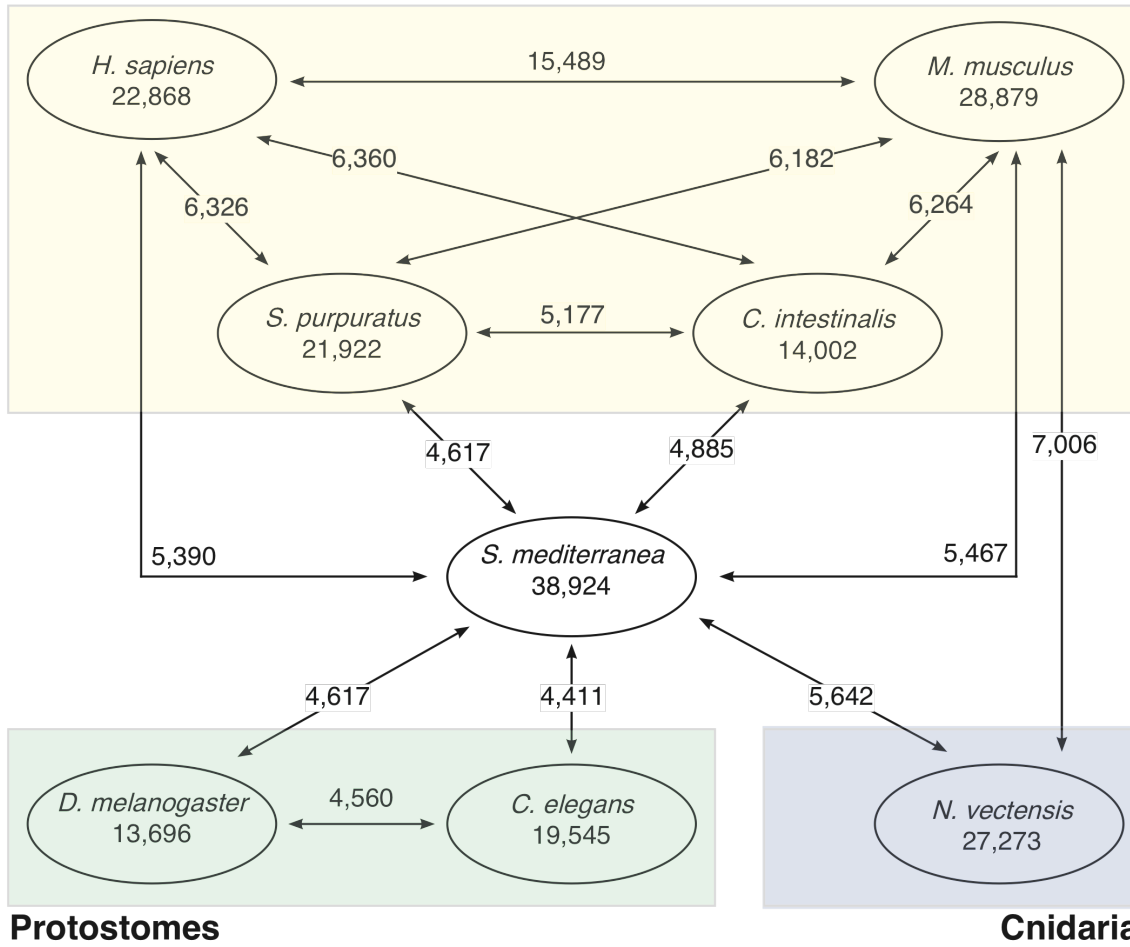 H. sapiens
22,868
15,489
M. musculus
28,879
6,360
6,182
6,326
6,264
S. purpuratus
21,922
5,177
C. intestinalis
14,002
4,617
4,885
7,006
5,390
S. mediterranea
38,924
5,467
4,617
4,411
5,642
D. melanogaster
13,696
4,560
C. elegans
19,545
N. vectensis
27,273
Protostomes
Cnidaria